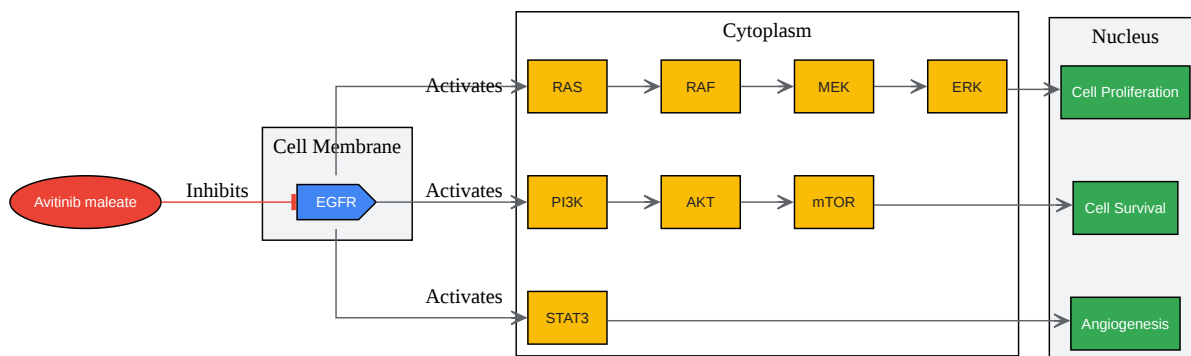 Cytoplasm
Nucleus
Activates
RAS
RAF
MEK
ERK
Cell Proliferation
Cell Membrane
Avitinib maleate
Inhibits
EGFR
Activates
PI3K
AKT
mTOR
Cell Survival
Activates
STAT3
Angiogenesis